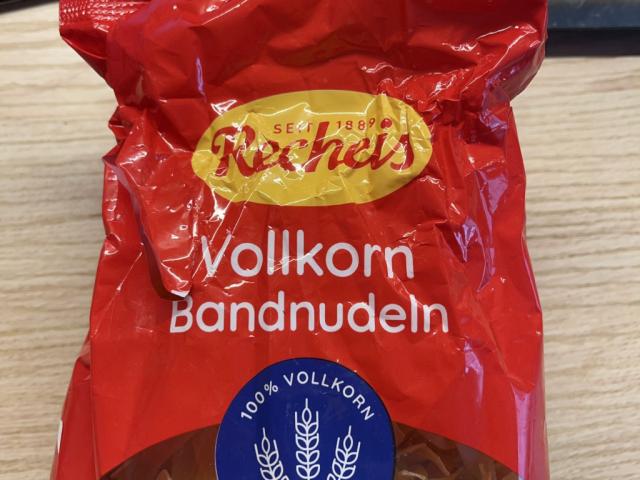 SEIT 1889
Recheis
Vollkorn
Bandnudeln
100% VOLLKORN